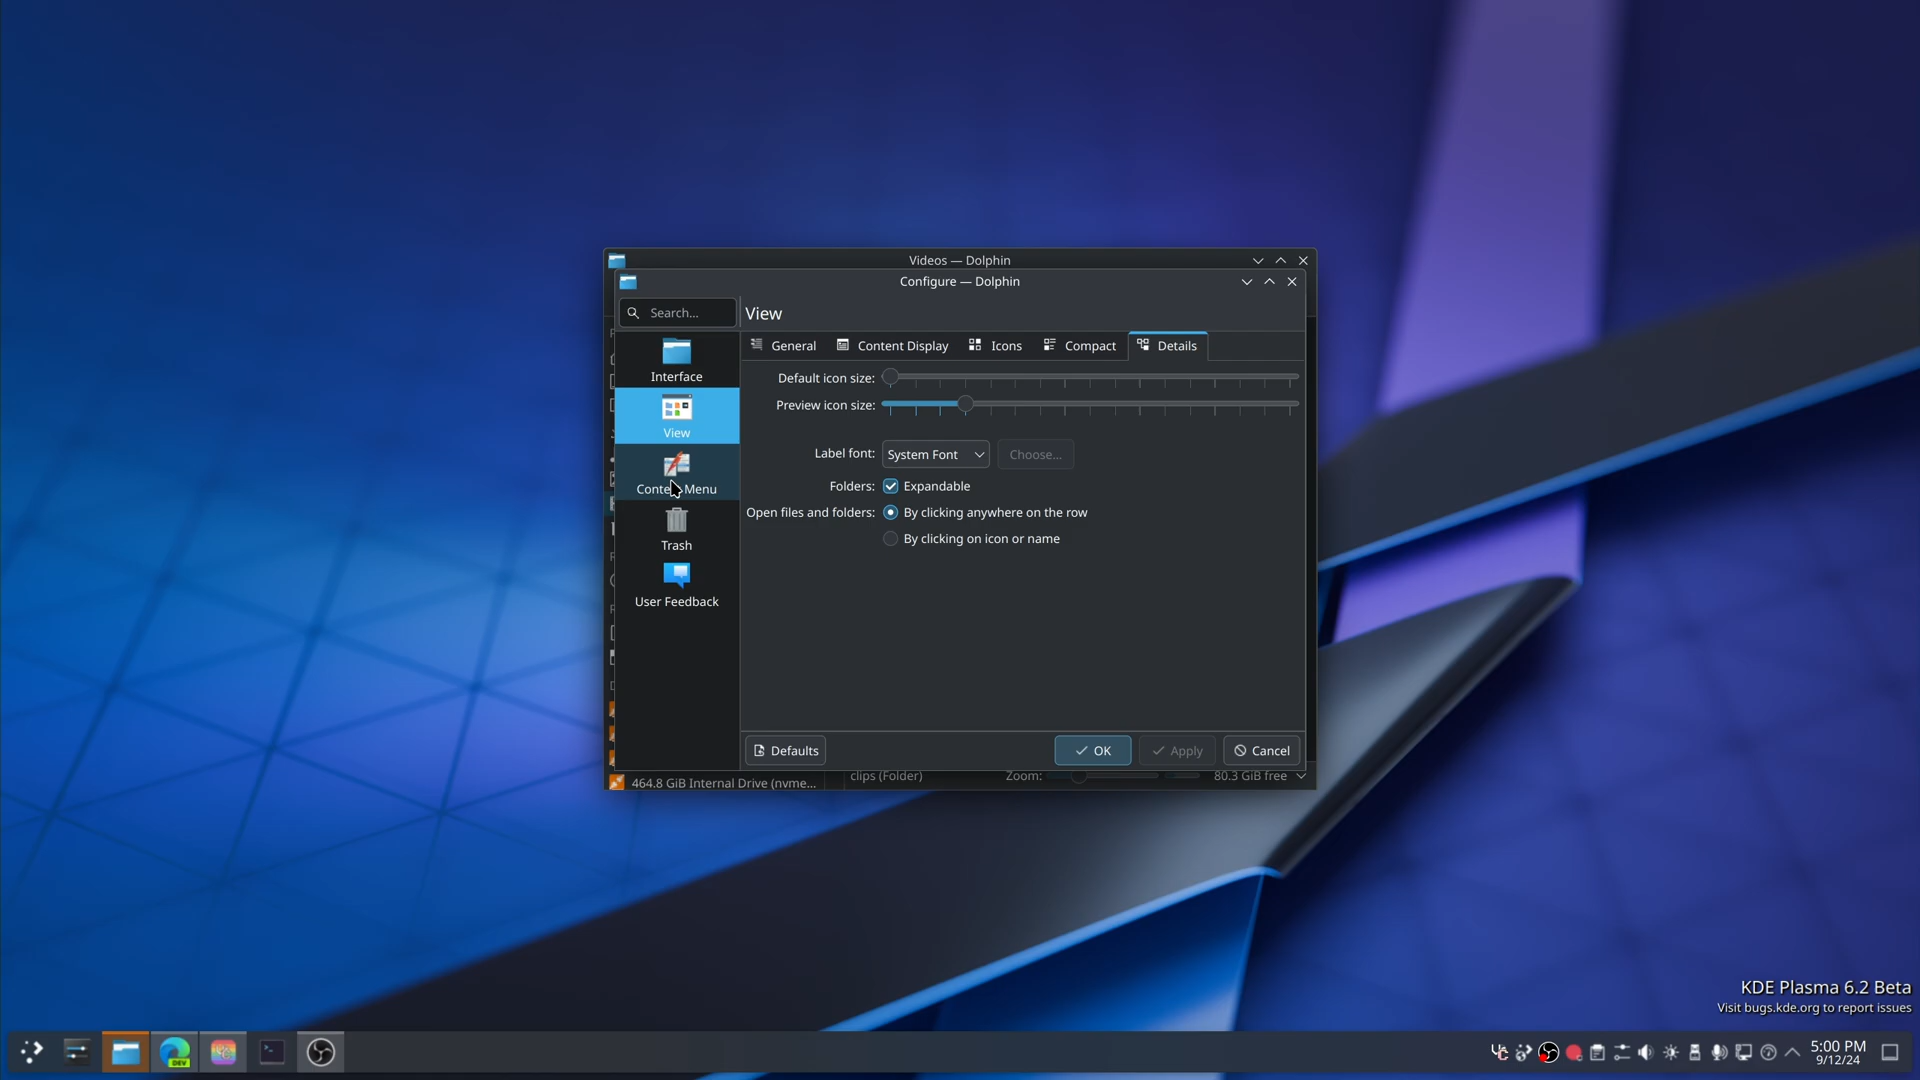 Videos — Dolphin
Configure — Dolphin
Search...
View
General
Content Display
Icons
Compact
Details
Interface
View
Context Menu
Trash
User Feedback
Default icon size:
Preview icon size:
Label font:
System Font
Choose...
Folders:
Expandable
Open files and folders:
By clicking anywhere on the row
By clicking on icon or name
Defaults
OK
Apply
Cancel
464.8 GiB Internal Drive (nvme...
clips (Folder)
Zoom:
80.3 GiB free
KDE Plasma 6.2 Beta
Visit bugs.kde.org to report issues
DEV
5:00 PM
9/12/24